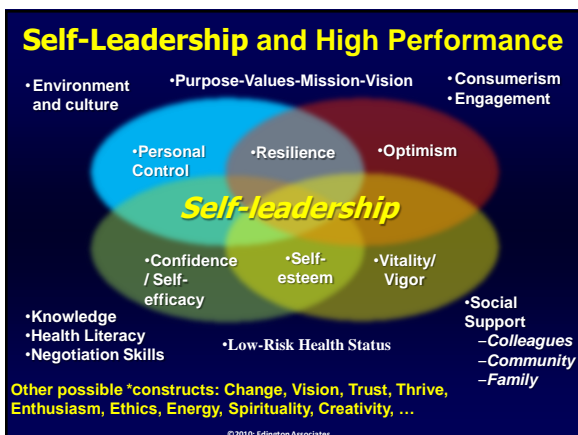 Self-Leadership and High Performance
•Environment and culture
•Purpose-Values-Mission-Vision
•Consumerism
•Engagement
•Personal Control
•Resilience
•Optimism
Self-leadership
•Confidence / Self-efficacy
•Self-esteem
•Vitality/ Vigor
•Knowledge
•Health Literacy
•Negotiation Skills
•Low-Risk Health Status
•Social Support
–Colleagues
–Community
–Family
Other possible *constructs: Change, Vision, Trust, Thrive,
Enthusiasm, Ethics, Energy, Spirituality, Creativity, …
©2010: Edington Associates